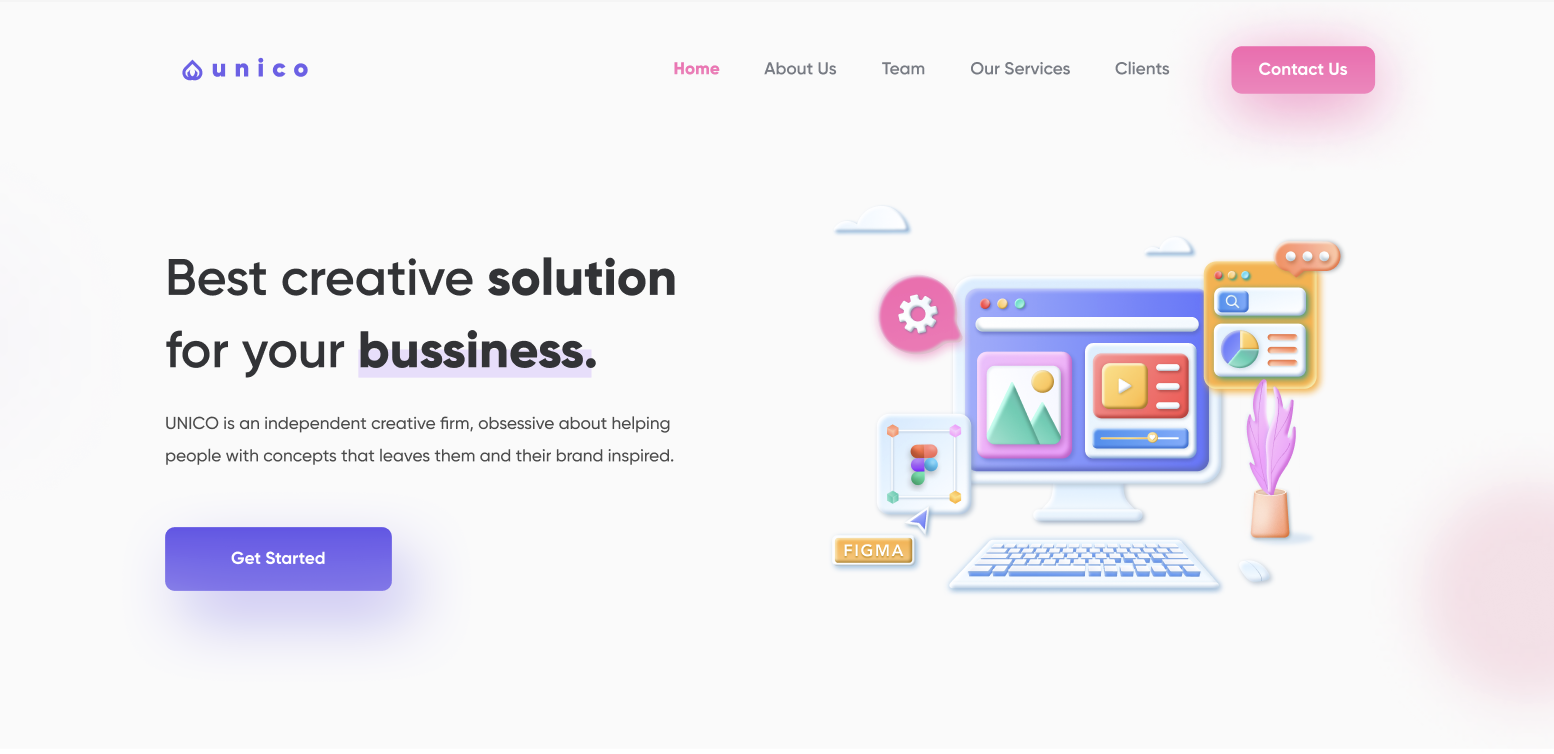 unico
Home About Us Team Our Services Clients Contact Us
Best creative solution
for your bussiness.
UNICO is an independent creative firm, obsessive about helping
people with concepts that leaves them and their brand inspired.
Get Started
FIGMA